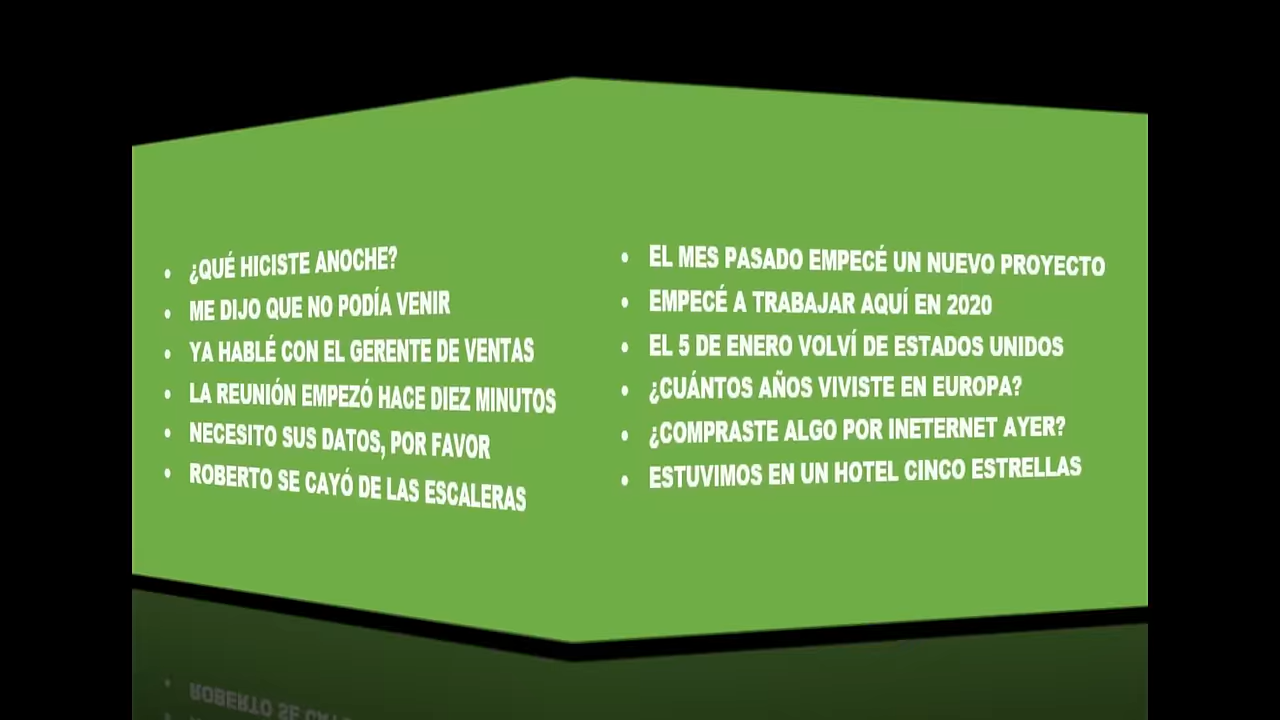 ¿QUÉ HICISTE ANOCHE?
ME DIJO QUE NO PODÍA VENIR
YA HABLÉ CON EL GERENTE DE VENTAS
LA REUNIÓN EMPEZÓ HACE DIEZ MINUTOS
NECESITO SUS DATOS, POR FAVOR
ROBERTO SE CAYÓ DE LAS ESCALERAS
EL MES PASADO EMPECÉ UN NUEVO PROYECTO
EMPECÉ A TRABAJAR AQUÍ EN 2020
EL 5 DE ENERO VOLVÍ DE ESTADOS UNIDOS
¿CUÁNTOS AÑOS VIVISTE EN EUROPA?
¿COMPRASTE ALGO POR INETERNET AYER?
ESTUVIMOS EN UN HOTEL CINCO ESTRELLAS